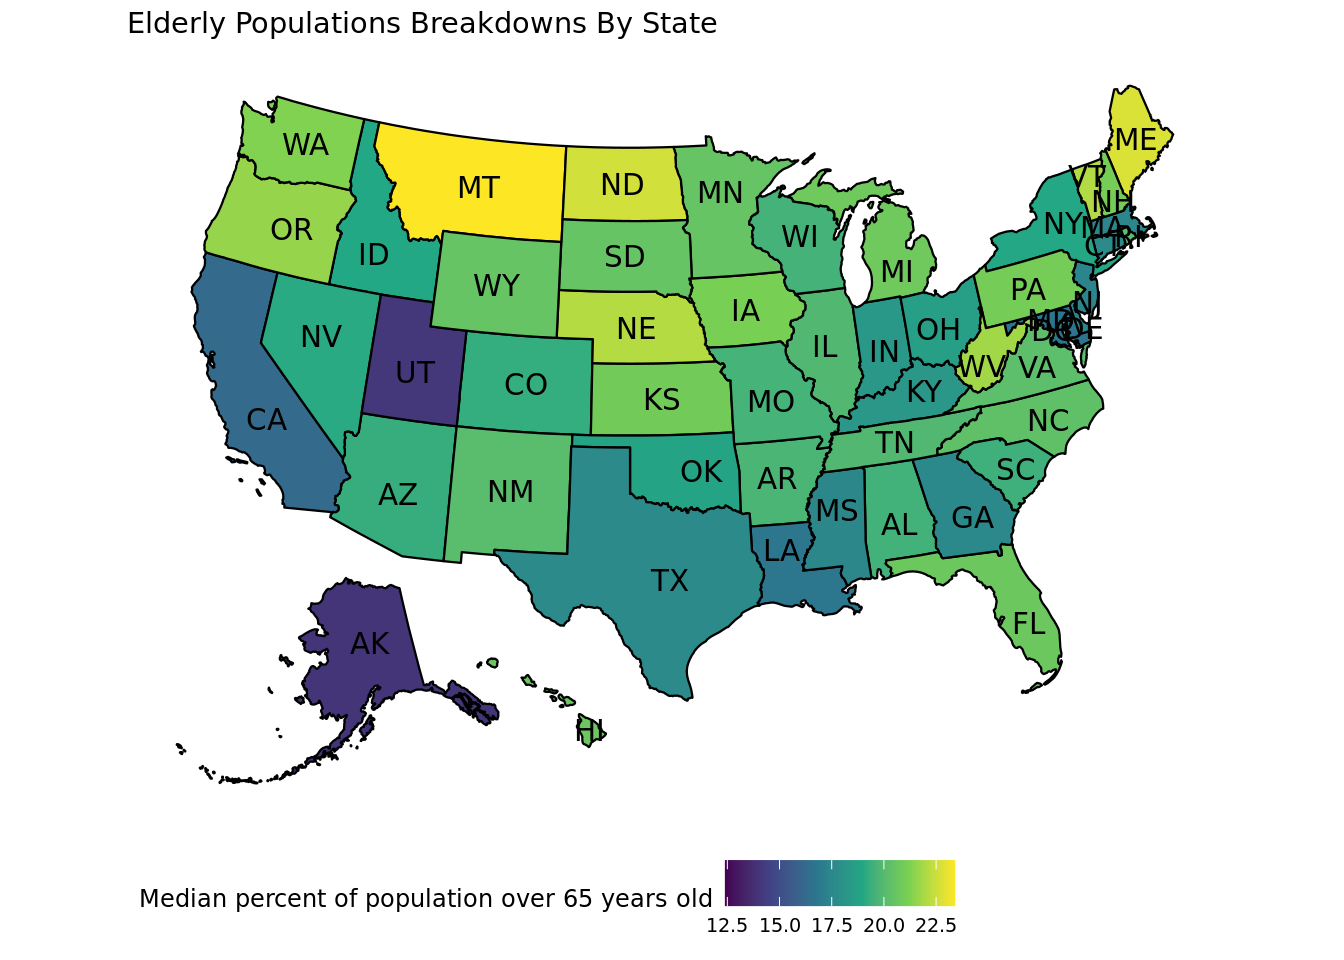 Elderly Populations Breakdowns By State
WA
MT
ND
MN
ME
VT
NH
OR
ID
WY
SD
WI
MI
NY
MA
RI
CT
NV
UT
CO
NE
IA
IL
IN
OH
PA
NJ
MD
DC
DE
WV
VA
CA
KS
MO
KY
NC
AZ
NM
OK
AR
TN
SC
TX
LA
MS
AL
GA
FL
AK
HI
Median percent of population over 65 years old
12.5 15.0 17.5 20.0 22.5